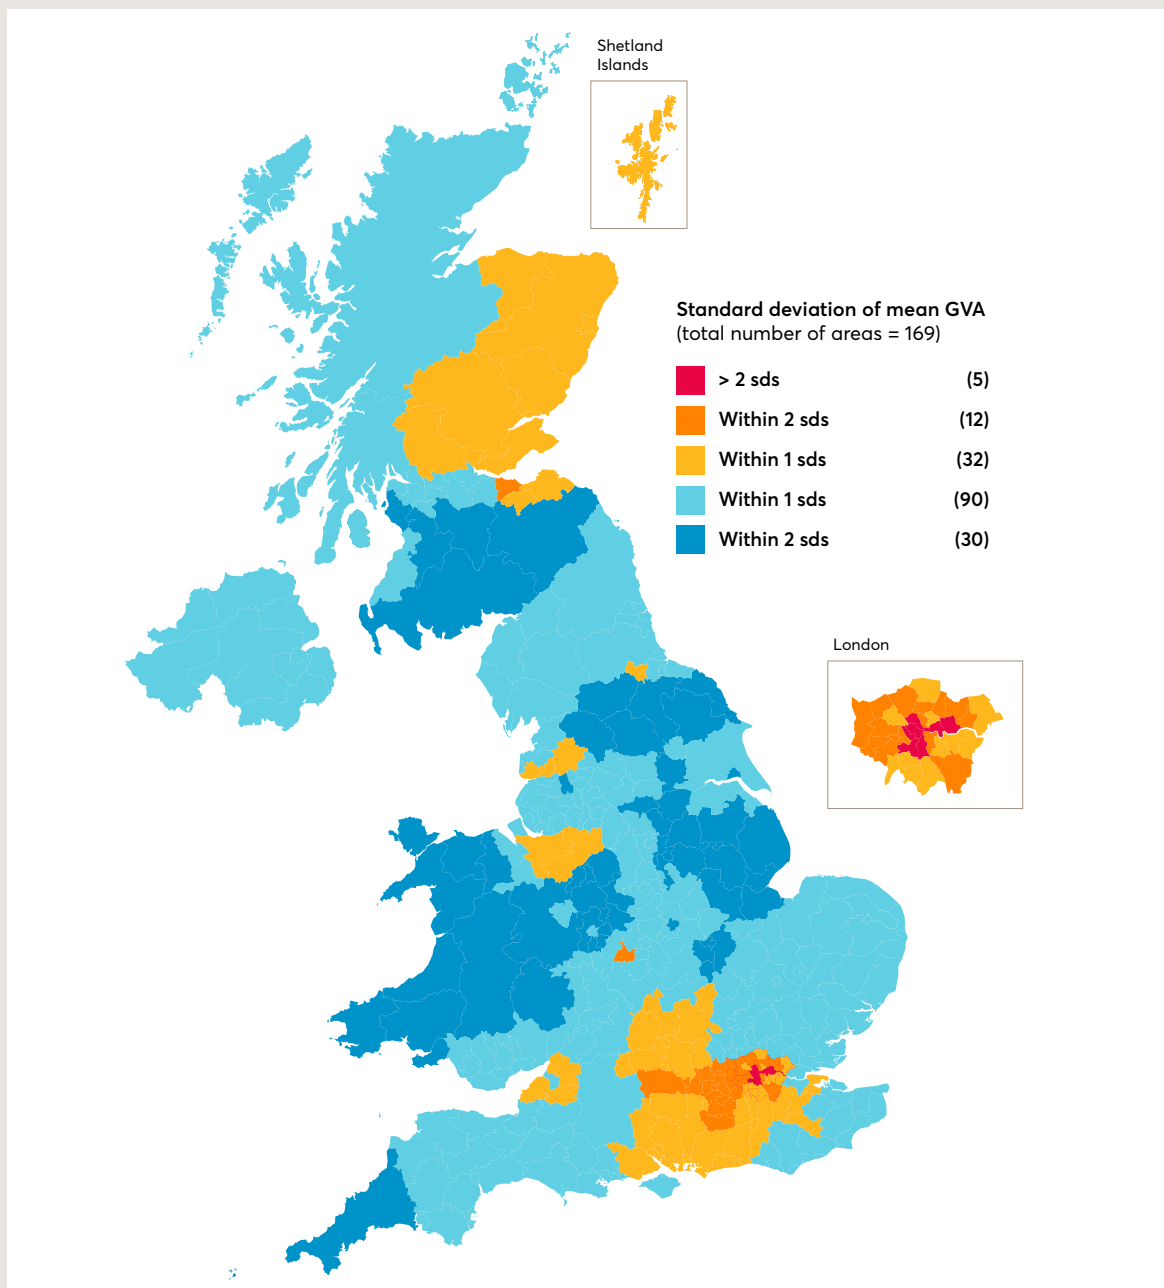 Shetland
Islands
Standard deviation of mean GVA
(total number of areas = 169)
> 2 sds (5)
Within 2 sds (12)
Within 1 sds (32)
Within 1 sds (90)
Within 2 sds (30)
London